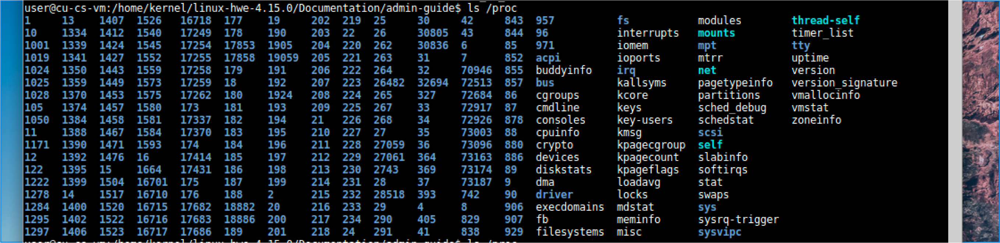 user@cu-cs-vm:/home/kernel/linux-hwe-4.15.0/Documentation/admin-guide$ ls /proc
1 13 1407 1526 16718 177 19 202 219 25 30 42 843 957 fs modules thread-self
10 1334 1412 1540 17249 178 190 203 22 26 30805 43 844 96 interrupts mounts timer_list
1001 1339 1424 1545 17254 17853 1905 204 220 262 30836 6 85 971 iomem mpt tty
1019 1341 1427 1552 17255 17858 19059 205 221 263 31 7 852 acpi ioports mtrr uptime
1024 1350 1443 1559 17258 179 191 206 222 264 32 70946 855 buddyinfo irq net version
1025 1359 1449 1573 17259 18 192 207 223 26482 32694 72513 857 bus kallsyms pagetypeinfo version_signature
1028 1370 1453 1575 17262 180 1924 208 224 265 327 72684 86 cgroups kcore partitions vmallocinfo
105 1374 1457 1580 173 181 193 209 225 267 33 72917 87 cmdline keys sched_debug vmstat
1050 1384 1458 1581 17337 182 194 21 226 268 34 72926 878 consoles key-users schedstat zoneinfo
11 1388 1467 1584 17370 183 195 210 227 27 35 73003 88 cpuinfo kmsg scsi
1171 1390 1471 1593 174 184 196 211 228 27059 36 73096 880 crypto kpagecgroup self
12 1392 1476 16 17414 185 197 212 229 27061 364 73163 886 devices kpagecount slabinfo
122 1395 15 1664 17431 186 198 213 230 2743 369 73174 89 diskstats kpageflags softirqs
1222 1399 1504 16701 175 187 199 214 231 28 37 73187 9 dma loadavg stat
1278 14 1517 16710 176 188 2 215 232 28518 393 742 90 driver locks swaps
1284 1400 1520 16715 17682 18882 20 216 233 29 4 8 906 execdomains mdstat sys
1295 1402 1522 16716 17683 18886 200 217 234 290 405 829 907 fb meminfo sysrq-trigger
1297 1406 1523 16717 17686 189 201 218 24 291 41 838 929 filesystems misc sysvipc
user@cu-cs-vm:/home/kernel/linux-hwe-4.15.0/Documentation/admin-guide$ ls /proc